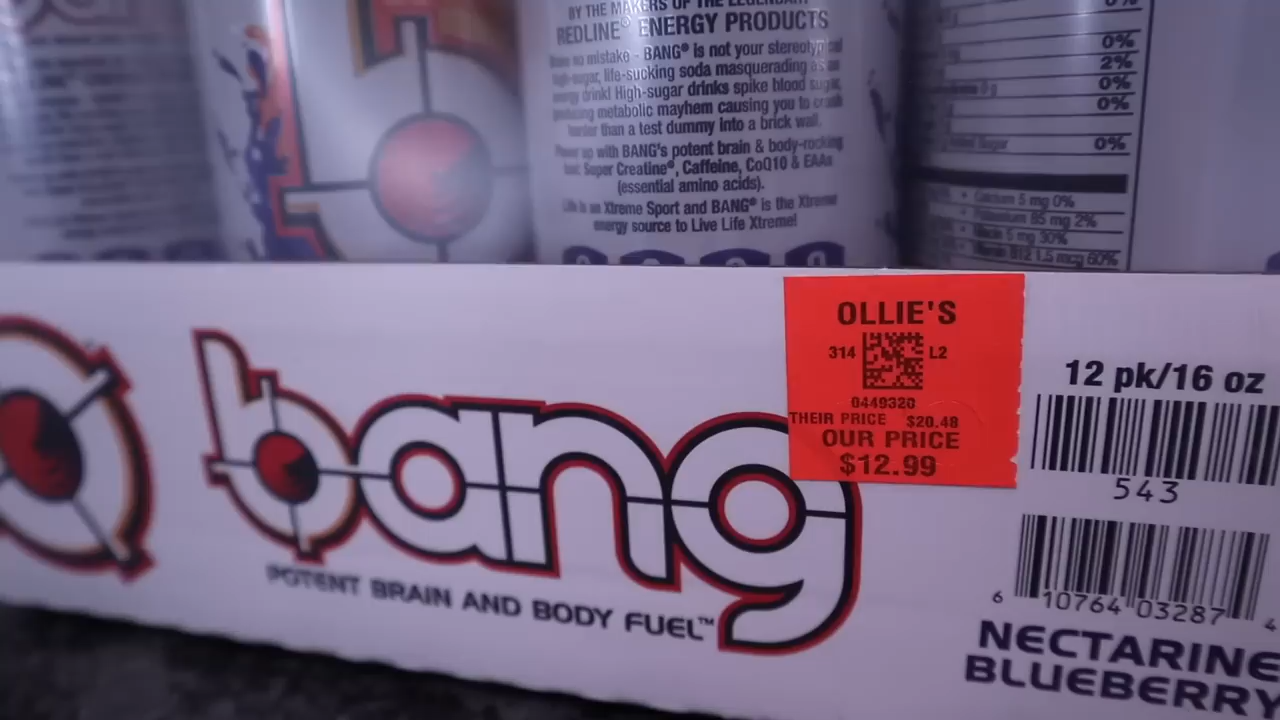 BY THE MAKERS OF THE LEGENDARY
REDLINE® ENERGY PRODUCTS
no mistake - BANG® is not your stereotypical
high-sugar, life-sucking soda masquerading as an
energy drink! High-sugar drinks spike blood sugar,
producing metabolic mayhem causing you to crash
harder than a test dummy into a brick wall.
Power up with BANG's potent brain & body-rocking
fuel: Super Creatine®, Caffeine, CoQ10 & EAAs
(essential amino acids).
Life is an Xtreme Sport and BANG® is the Xtreme
energy source to Live Life Xtreme!
0%
2%
0%
0%
Added Sugar 0%
Calcium 5 mg 0%
Potassium 85 mg 2%
Niacin 5 mg 30%
Vitamin B12 1.5 mcg 60%
bang
POTENT BRAIN AND BODY FUEL™
OLLIE'S
314 L2
0449320
THEIR PRICE $20.48
OUR PRICE
$12.99
12 pk/16 oz
543
6 10764 03287 4
NECTARINE
BLUEBERRY